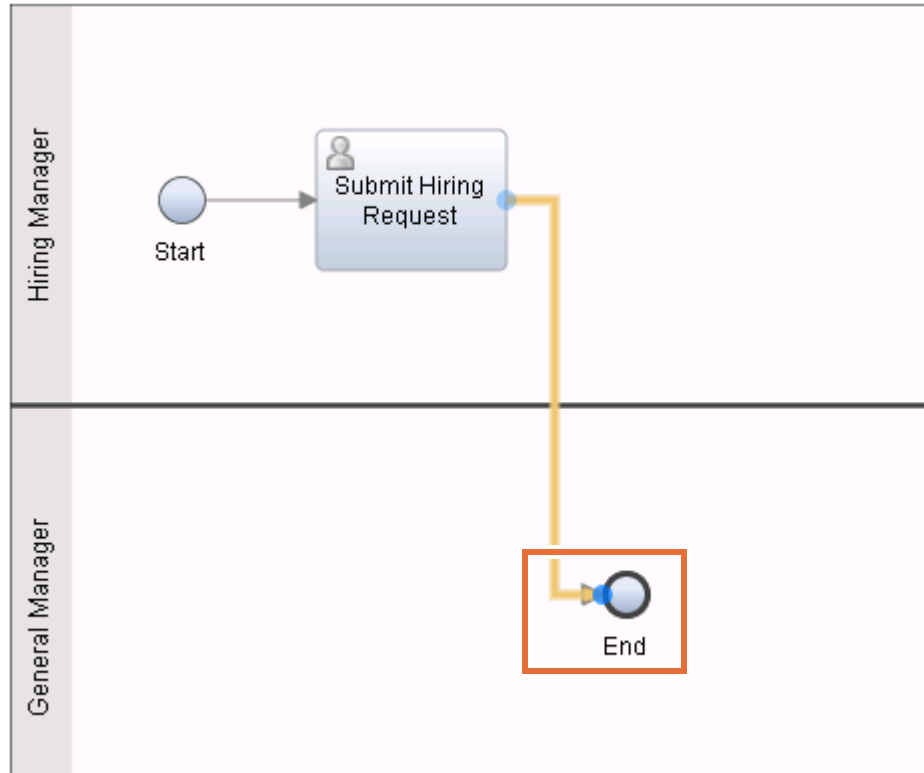 Hiring Manager
Start
Submit Hiring
Request
General Manager
End